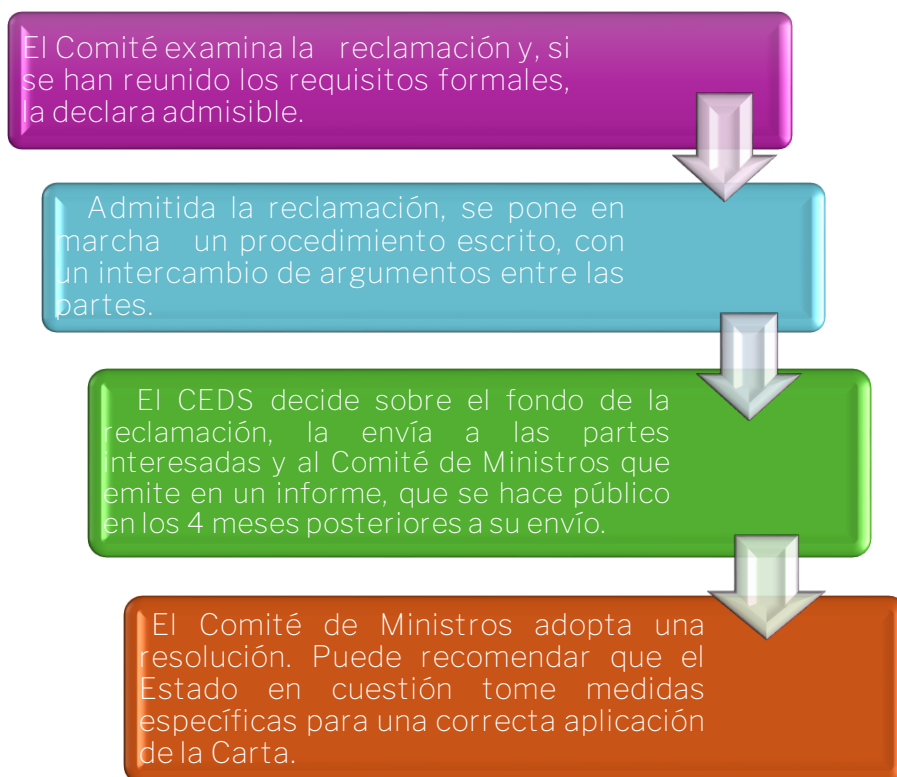 El Comité examina la reclamación y, si
se han reunido los requisitos formales,
la declara admisible.
Admitida la reclamación, se pone en
marcha un procedimiento escrito, con
un intercambio de argumentos entre las
partes.
El CEDS decide sobre el fondo de la
reclamación, la envía a las partes
interesadas y al Comité de Ministros que
emite en un informe, que se hace público
en los 4 meses posteriores a su envío.
El Comité de Ministros adopta una
resolución. Puede recomendar que el
Estado en cuestión tome medidas
específicas para una correcta aplicación
de la Carta.